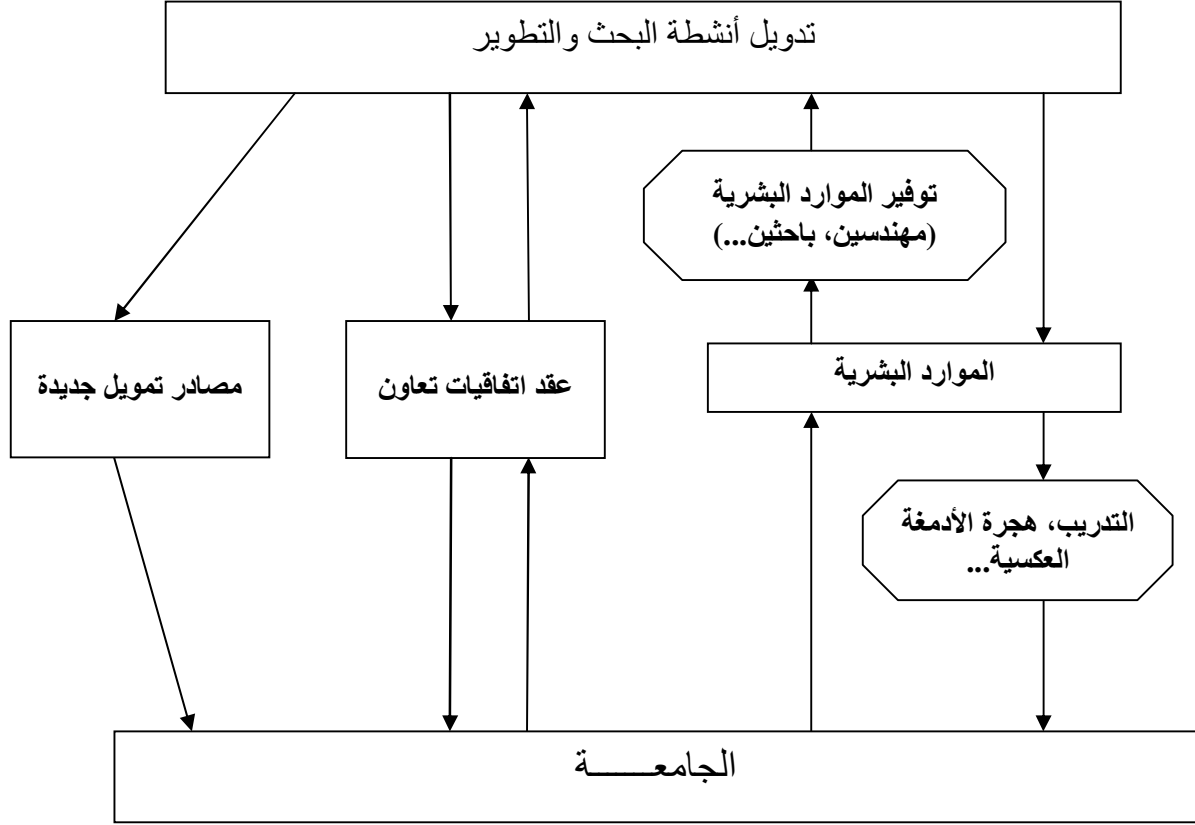 تدويل أنشطة البحث والتطوير
توفير الموارد البشرية
(مهندسين، باحثين...)
الموارد البشرية
عقد اتفاقيات تعاون
مصادر تمويل جديدة
التدريب، هجرة الأدمغة
العكسية...
الجامعـــــــة